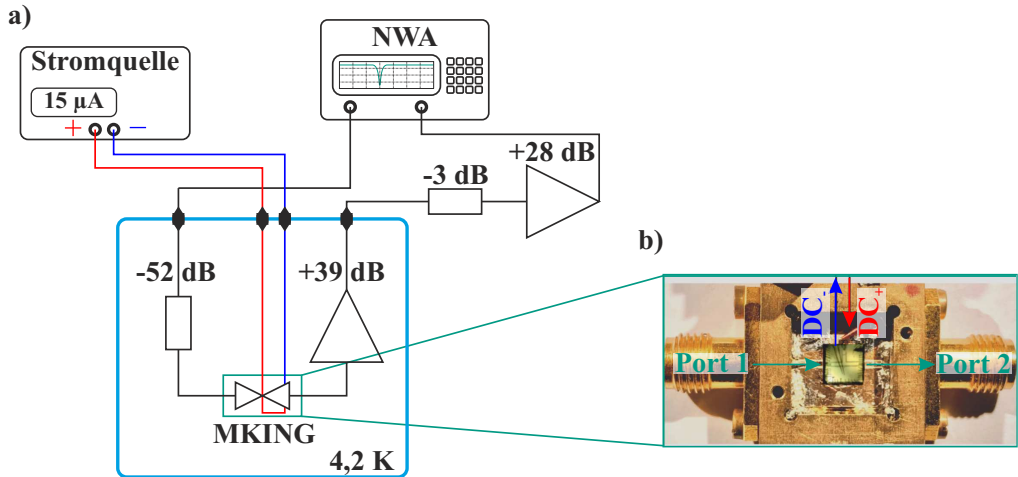 a)
NWA
Stromquelle
15 µA
+ −
+28 dB
-3 dB
-52 dB
+39 dB
MKING
4,2 K
b)
DC-
DC+
Port 1
Port 2